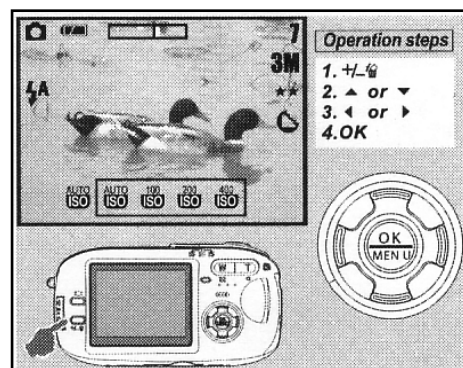 7
3M
A
AUTO AUTO 100 200 400
ISO ISO ISO ISO ISO
Operation steps
1. +/-
2. ▲ or ▼
3. ◀ or ▶
4.OK
OK
MENU
W T